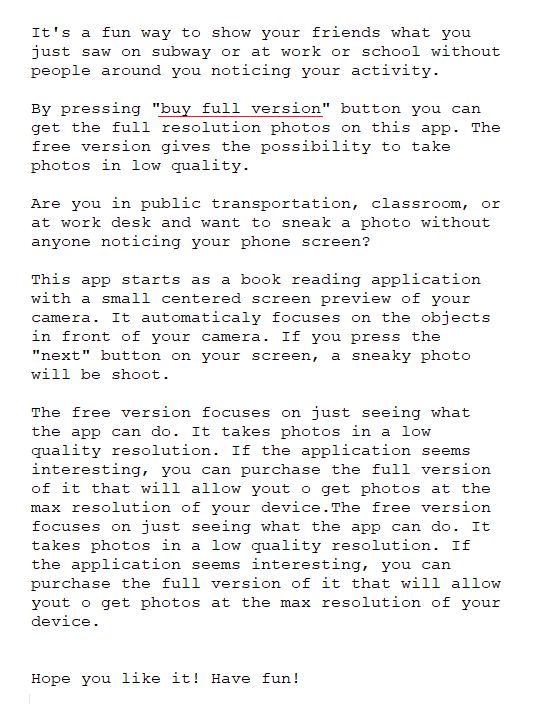 It's a fun way to show your friends what you
just saw on subway or at work or school without
people around you noticing your activity.
By pressing "buy full version" button you can
get the full resolution photos on this app. The
free version gives the possibility to take
photos in low quality.
Are you in public transportation, classroom, or
at work desk and want to sneak a photo without
anyone noticing your phone screen?
This app starts as a book reading application
with a small centered screen preview of your
camera. It automaticaly focuses on the objects
in front of your camera. If you press the
"next" button on your screen, a sneaky photo
will be shoot.
The free version focuses on just seeing what
the app can do. It takes photos in a low
quality resolution. If the application seems
interesting, you can purchase the full version
of it that will allow yout o get photos at the
max resolution of your device.The free version
focuses on just seeing what the app can do. It
takes photos in a low quality resolution. If
the application seems interesting, you can
purchase the full version of it that will allow
yout o get photos at the max resolution of your
device.
Hope you like it! Have fun!